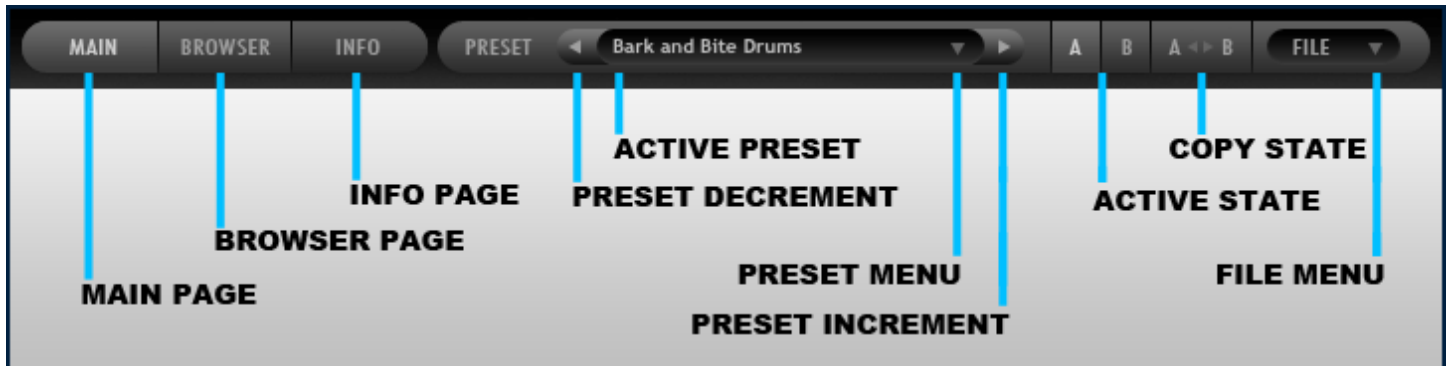 MAIN BROWSER INFO PRESET Bark and Bite Drums A B A B FILE
ACTIVE PRESET COPY STATE
INFO PAGE PRESET DECREMENT ACTIVE STATE
BROWSER PAGE
PRESET MENU FILE MENU
MAIN PAGE
PRESET INCREMENT